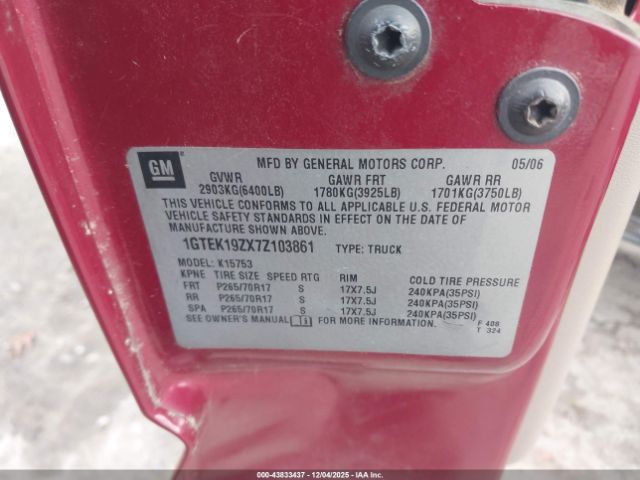 GM
MFD BY GENERAL MOTORS CORP. 05/06
GVWR GAWR FRT GAWR RR
2903KG(6400LB) 1780KG(3925LB) 1701KG(3750LB)
THIS VEHICLE CONFORMS TO ALL APPLICABLE U.S. FEDERAL MOTOR
VEHICLE SAFETY STANDARDS IN EFFECT ON THE DATE OF
MANUFACTURE SHOWN ABOVE.
1GTEK19ZX7Z103861 TYPE: TRUCK
MODEL: K15753
KPNE TIRE SIZE SPEED RTG RIM COLD TIRE PRESSURE
FRT P265/70R17 S 17X7.5J 240KPA(35PSI)
RR P265/70R17 S 17X7.5J 240KPA(35PSI)
SPA P265/70R17 S 17X7.5J 240KPA(35PSI)
SEE OWNER'S MANUAL FOR MORE INFORMATION. F 408
T 324
IAA - 43833437 - 12/04/2025 - IAA